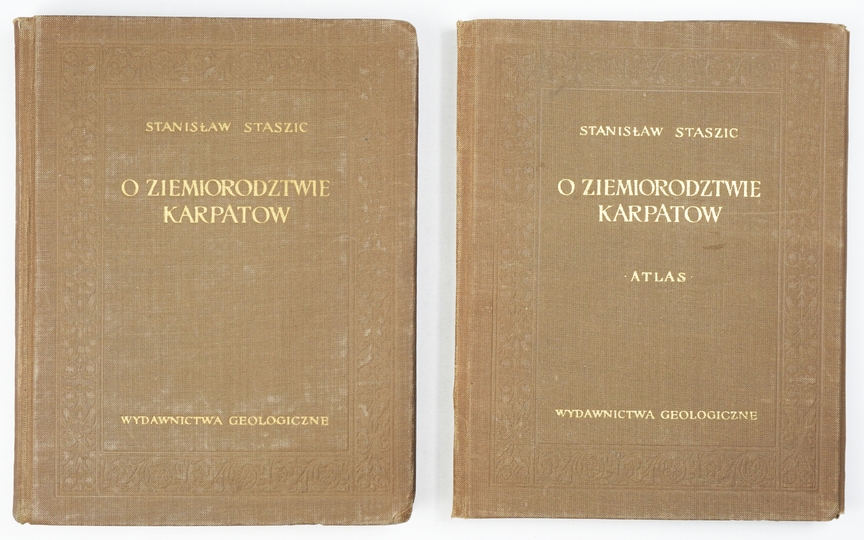 STANISŁAW STASZIC
O ZIEMIORODZTWIE
KARPATOW
WYDAWNICTWA GEOLOGICZNE
STANISŁAW STASZIC
O ZIEMIORODZTWIE
KARPATOW
·ATLAS·
WYDAWNICTWA GEOLOGICZNE